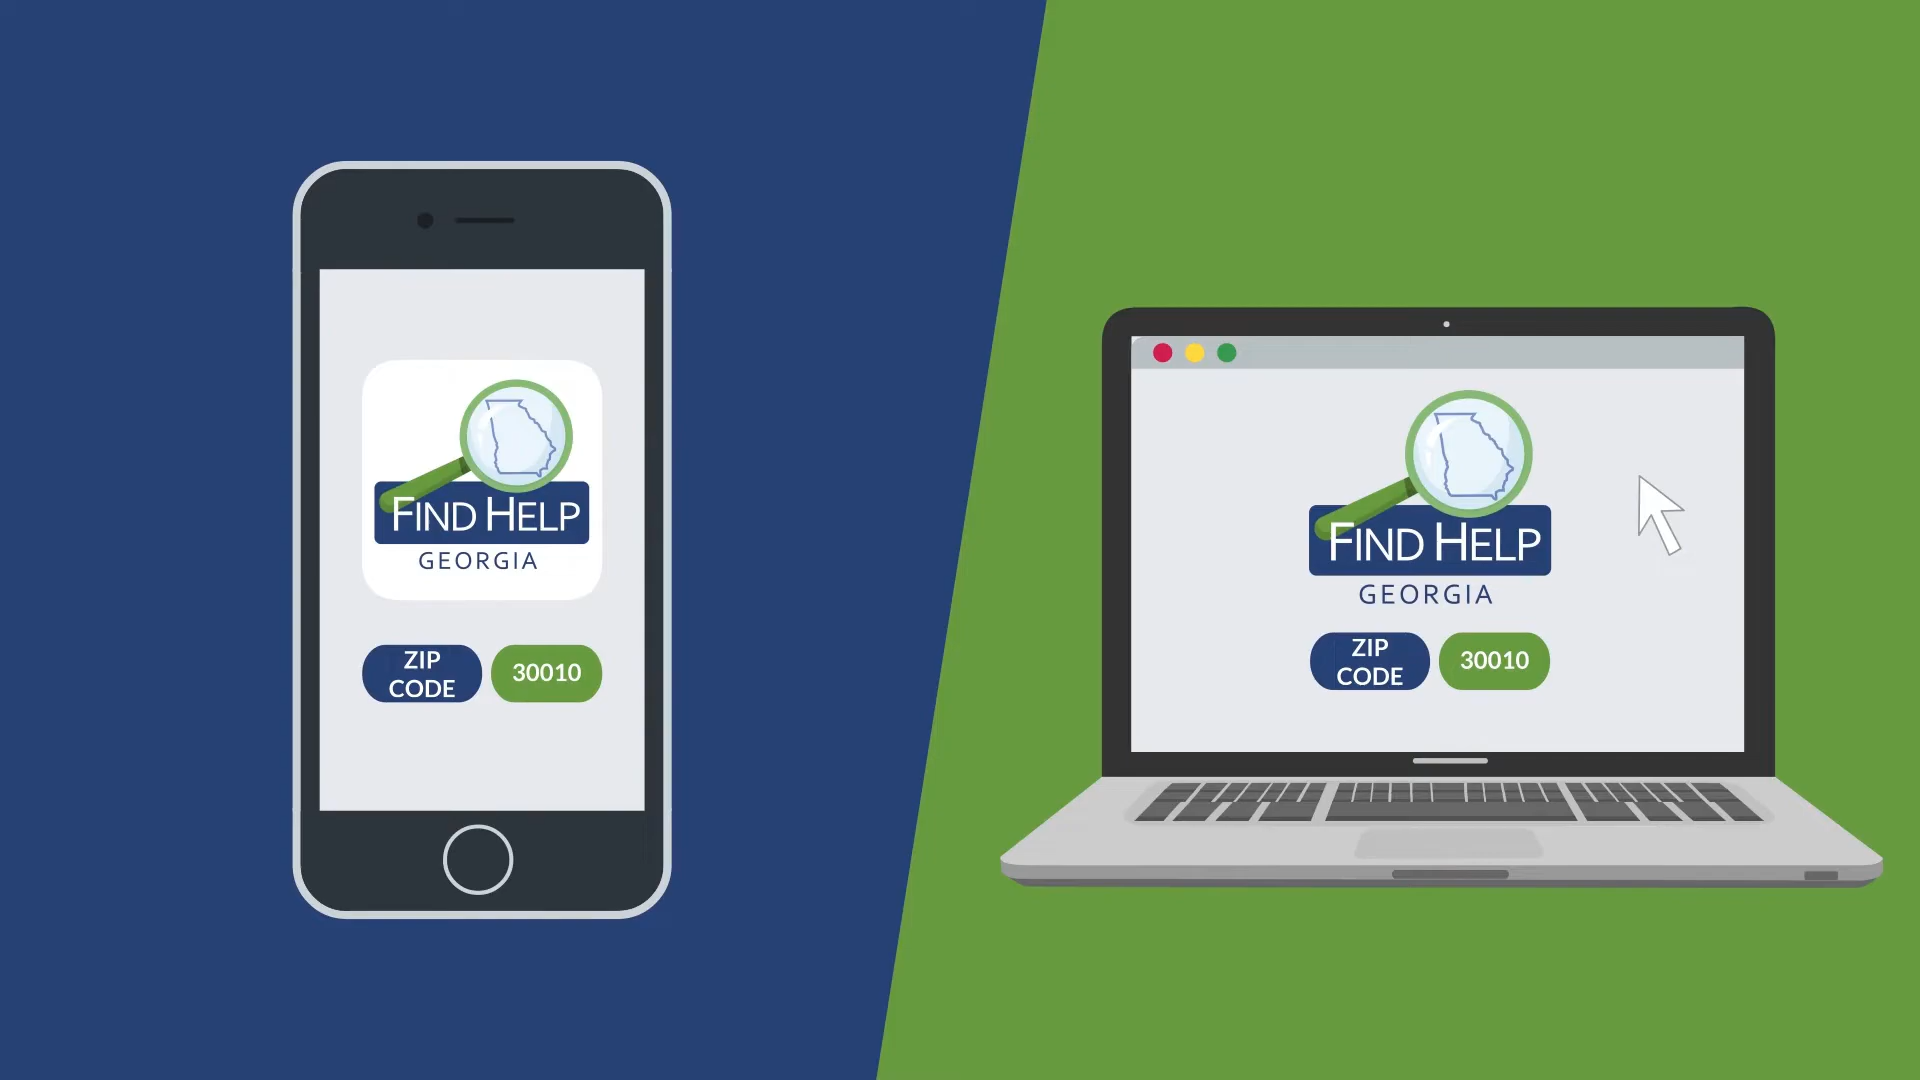 FIND HELP
GEORGIA
ZIP
CODE
30010
FIND HELP
GEORGIA
ZIP
CODE
30010